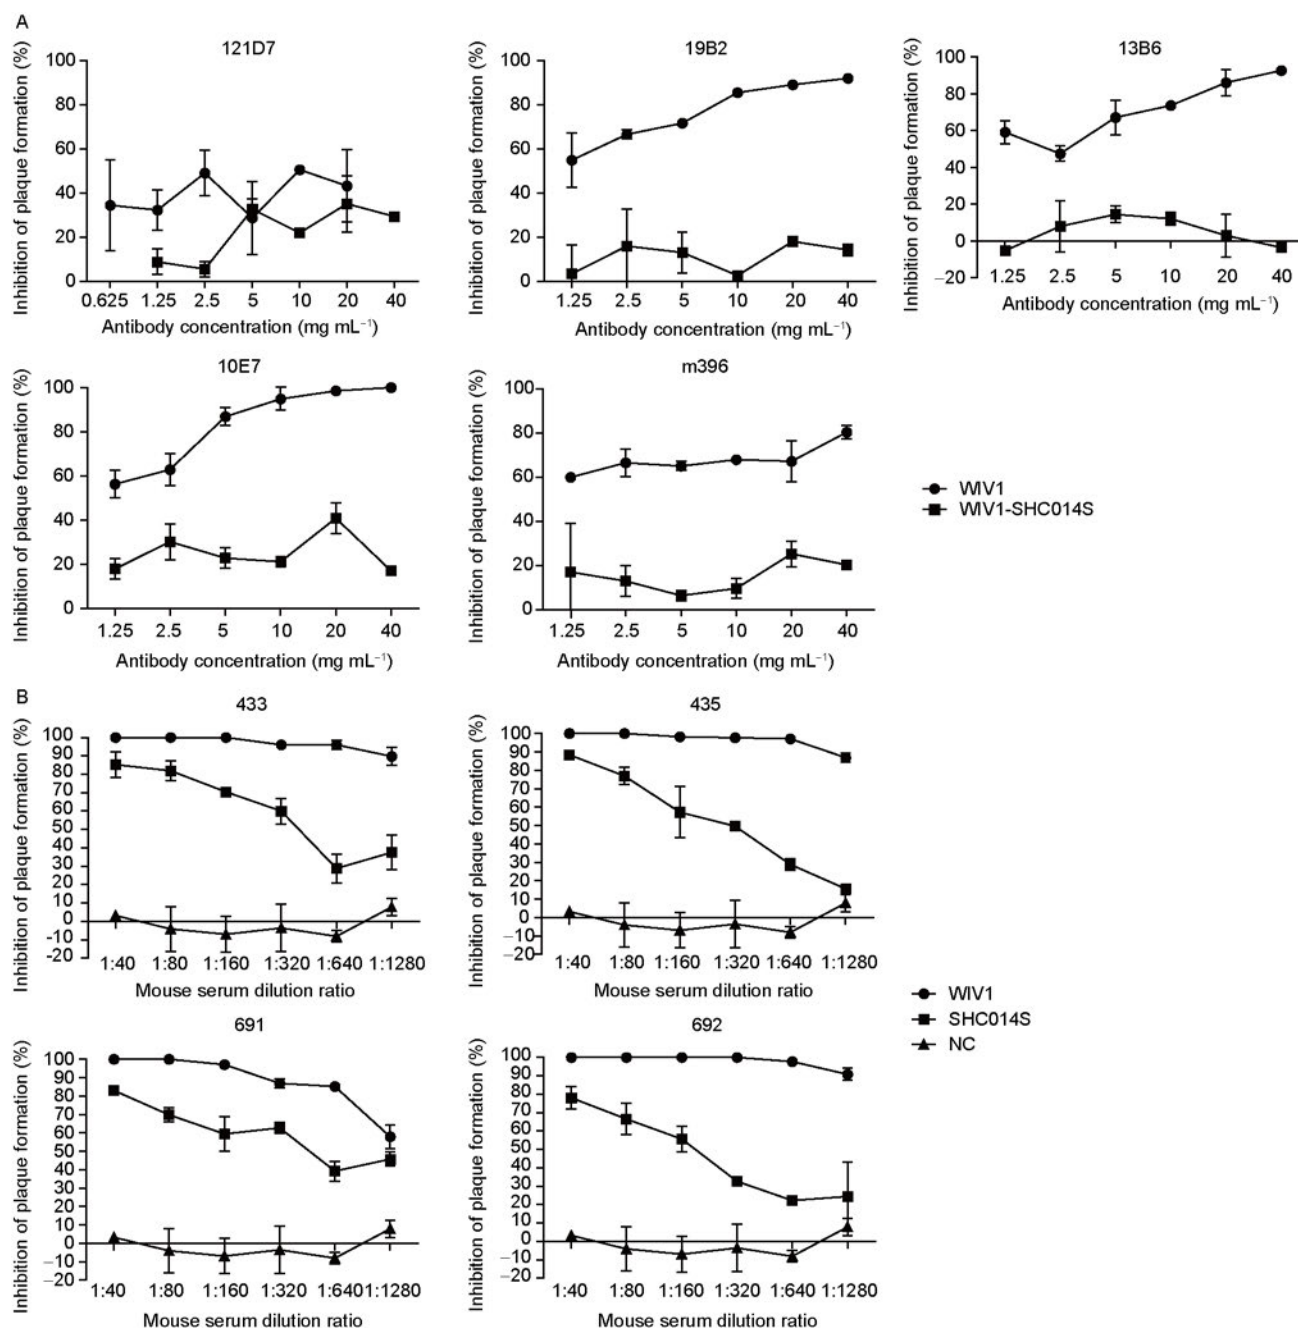 A
121D7
Inhibition of plaque formation (%)
100
80
60
40
20
0
0.625 1.25 2.5 5 10 20 40
Antibody concentration (mg mL⁻¹)
19B2
Inhibition of plaque formation (%)
100
80
60
40
20
0
1.25 2.5 5 10 20 40
Antibody concentration (mg mL⁻¹)
13B6
Inhibition of plaque formation (%)
100
80
60
40
20
0
−20
1.25 2.5 5 10 20 40
Antibody concentration (mg mL⁻¹)
10E7
Inhibition of plaque formation (%)
100
80
60
40
20
0
1.25 2.5 5 10 20 40
Antibody concentration (mg mL⁻¹)
m396
Inhibition of plaque formation (%)
100
80
60
40
20
0
1.25 2.5 5 10 20 40
Antibody concentration (mg mL⁻¹)
WIV1
WIV1-SHC014S
B
433
Inhibition of plaque formation (%)
100
90
80
70
60
50
40
30
20
10
0
-10
-20
1:40 1:80 1:160 1:320 1:640 1:1280
Mouse serum dilution ratio
435
Inhibition of plaque formation (%)
100
90
80
70
60
50
40
30
20
10
0
−10
−20
1:40 1:80 1:160 1:320 1:640 1:1280
Mouse serum dilution ratio
691
Inhibition of plaque formation (%)
100
90
80
70
60
50
40
30
20
10
0
−10
−20
1:40 1:80 1:160 1:320 1:640 1:1280
Mouse serum dilution ratio
692
Inhibition of plaque formation (%)
100
90
80
70
60
50
40
30
20
10
0
−10
−20
1:40 1:80 1:160 1:320 1:640 1:1280
Mouse serum dilution ratio
WIV1
SHC014S
NC